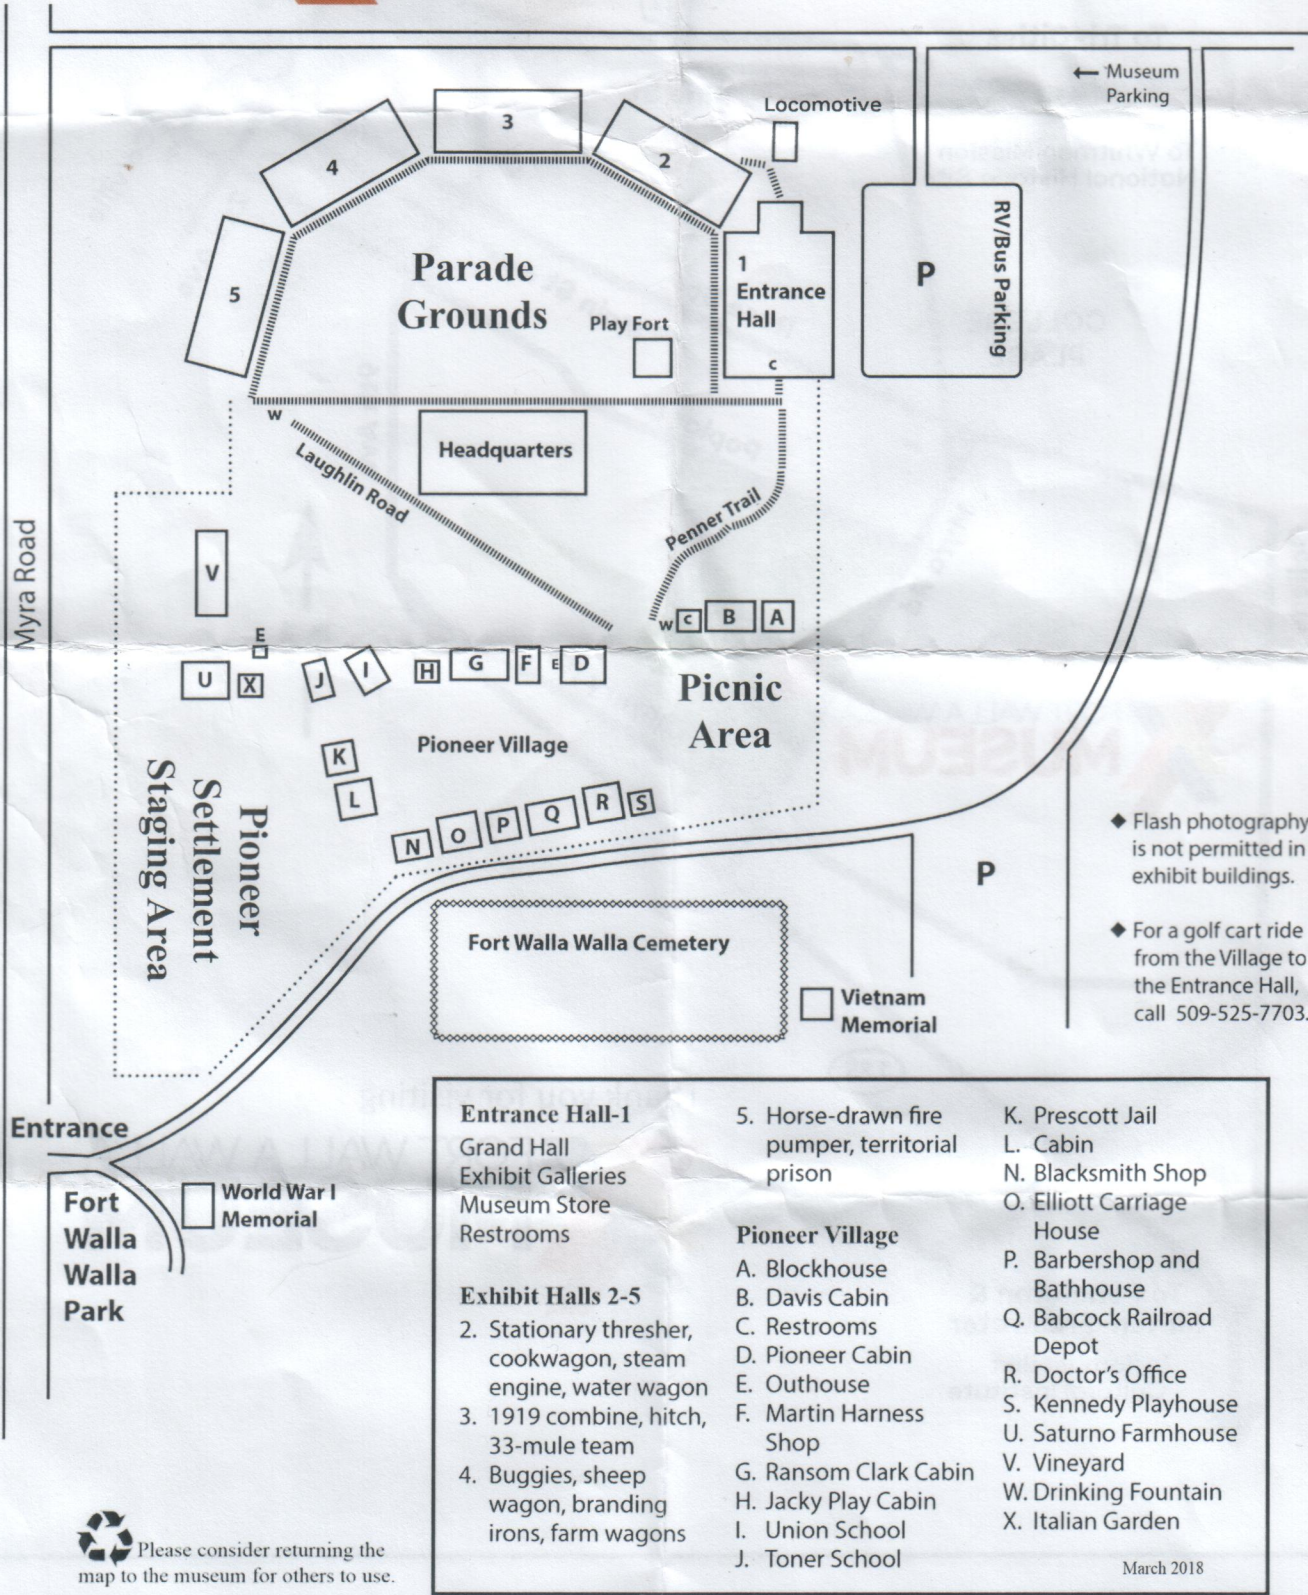 ← Museum
Parking
Locomotive
3
4
2
5
Parade
Grounds
Play Fort
1
Entrance
Hall
C
P
RV/Bus Parking
W
Headquarters
Laughlin Road
Penner Trail
Myra Road
V
W
C
B
A
E
U
X
J
I
H
G
F
E
D
Picnic
Area
Pioneer Village
K
L
N
O
P
Q
R
S
Pioneer
Settlement
Staging Area
P
◆ Flash photography
is not permitted in
exhibit buildings.
◆ For a golf cart ride
from the Village to
the Entrance Hall,
call 509-525-7703.
Fort Walla Walla Cemetery
Vietnam
Memorial
Entrance
World War I
Memorial
Fort
Walla
Walla
Park
Entrance Hall-1
Grand Hall
Exhibit Galleries
Museum Store
Restrooms
Exhibit Halls 2-5
2. Stationary thresher,
cookwagon, steam
engine, water wagon
3. 1919 combine, hitch,
33-mule team
4. Buggies, sheep
wagon, branding
irons, farm wagons
5. Horse-drawn fire
pumper, territorial
prison
Pioneer Village
A. Blockhouse
B. Davis Cabin
C. Restrooms
D. Pioneer Cabin
E. Outhouse
F. Martin Harness
Shop
G. Ransom Clark Cabin
H. Jacky Play Cabin
I. Union School
J. Toner School
K. Prescott Jail
L. Cabin
N. Blacksmith Shop
O. Elliott Carriage
House
P. Barbershop and
Bathhouse
Q. Babcock Railroad
Depot
R. Doctor's Office
S. Kennedy Playhouse
U. Saturno Farmhouse
V. Vineyard
W. Drinking Fountain
X. Italian Garden
March 2018
Please consider returning the
map to the museum for others to use.